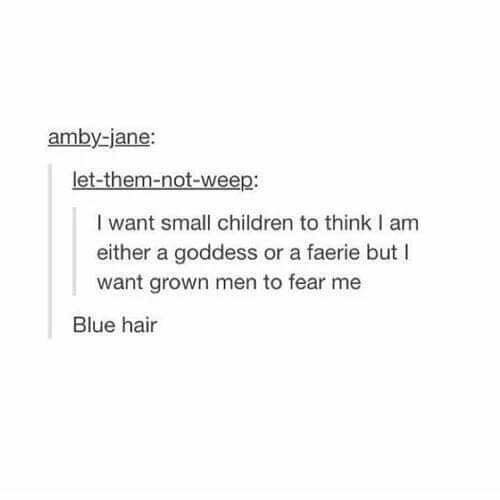 amby-jane:
let-them-not-weep:
I want small children to think I am
either a goddess or a faerie but I
want grown men to fear me
Blue hair